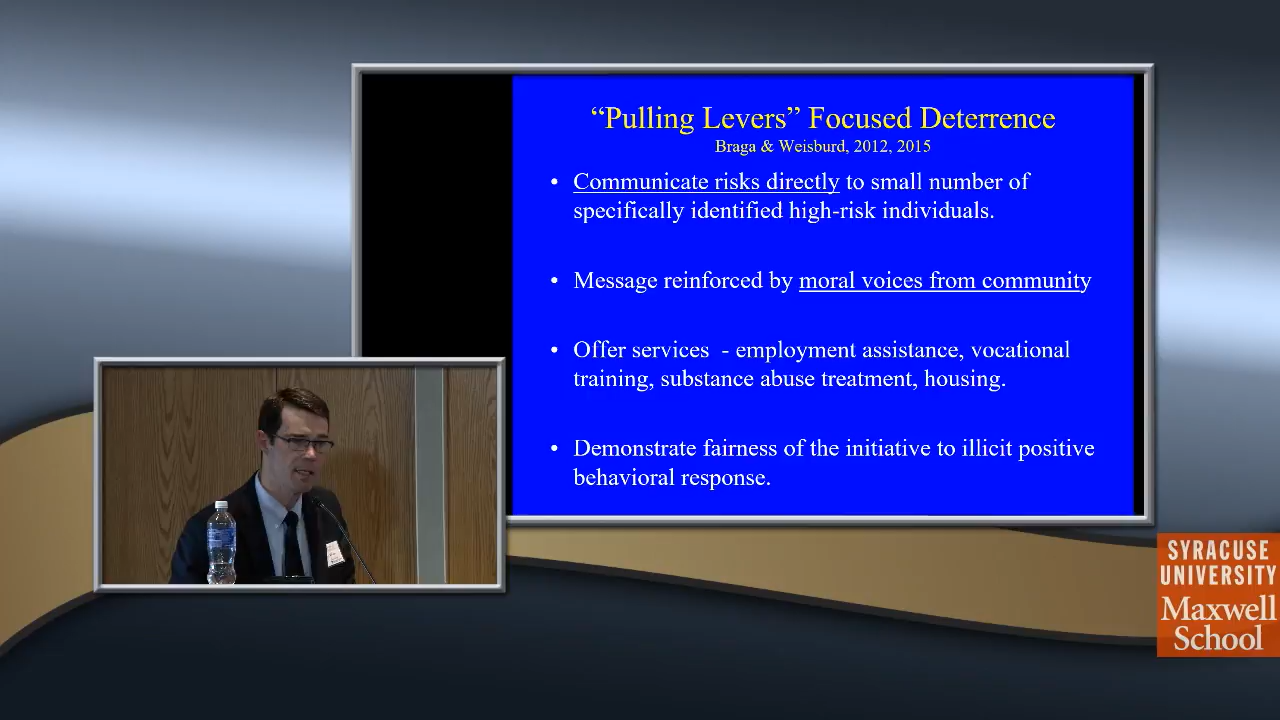 “Pulling Levers” Focused Deterrence
Braga & Weisburd, 2012, 2015
• Communicate risks directly to small number of
specifically identified high-risk individuals.
• Message reinforced by moral voices from community
• Offer services - employment assistance, vocational
training, substance abuse treatment, housing.
• Demonstrate fairness of the initiative to illicit positive
behavioral response.
SYRACUSE
UNIVERSITY
Maxwell
School